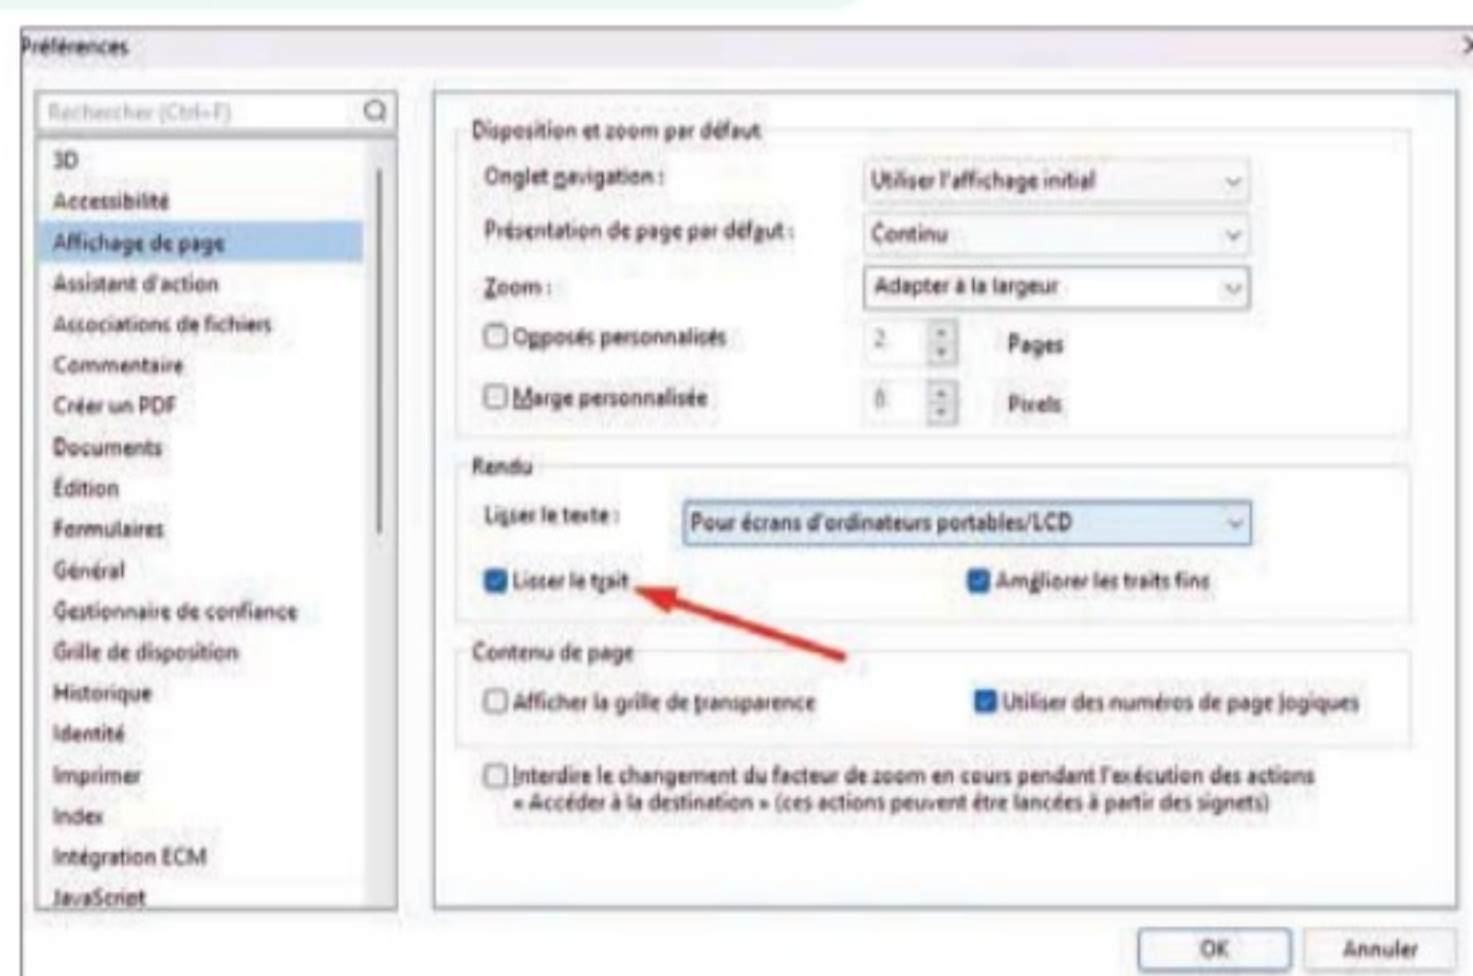 Préférences
Rechercher (Ctrl+F)
3D
Accessibilité
Affichage de page
Assistant d'action
Associations de fichiers
Commentaire
Créer un PDF
Documents
Édition
Formulaires
Général
Gestionnaire de confiance
Grille de disposition
Historique
Identité
Imprimer
Index
Intégration ECM
JavaScript
Disposition et zoom par défaut
Onglet navigation : Utiliser l'affichage initial
Présentation de page par défaut : Continu
Zoom : Adapter à la largeur
Opposés personnalisés 2 Pages
Marge personnalisée Pixels
Rendu
Lisser le texte : Pour écrans d'ordinateurs portables/LCD
Lisser le trait Améliorer les traits fins
Contenu de page
Afficher la grille de transparence Utiliser des numéros de page logiques
Interdire le changement du facteur de zoom en cours pendant l'exécution des actions
« Accéder à la destination » (ces actions peuvent être lancées à partir des signets)
OK Annuler